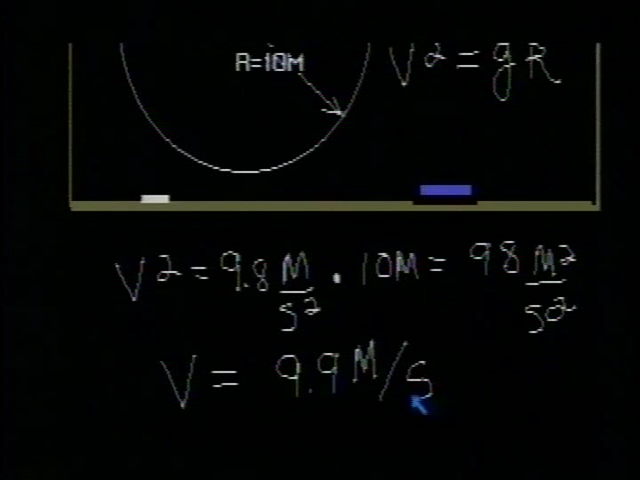 R=10M
V² = gR
V² = 9.8 M/S² · 10M = 98 M²/S²
V = 9.9 M/S